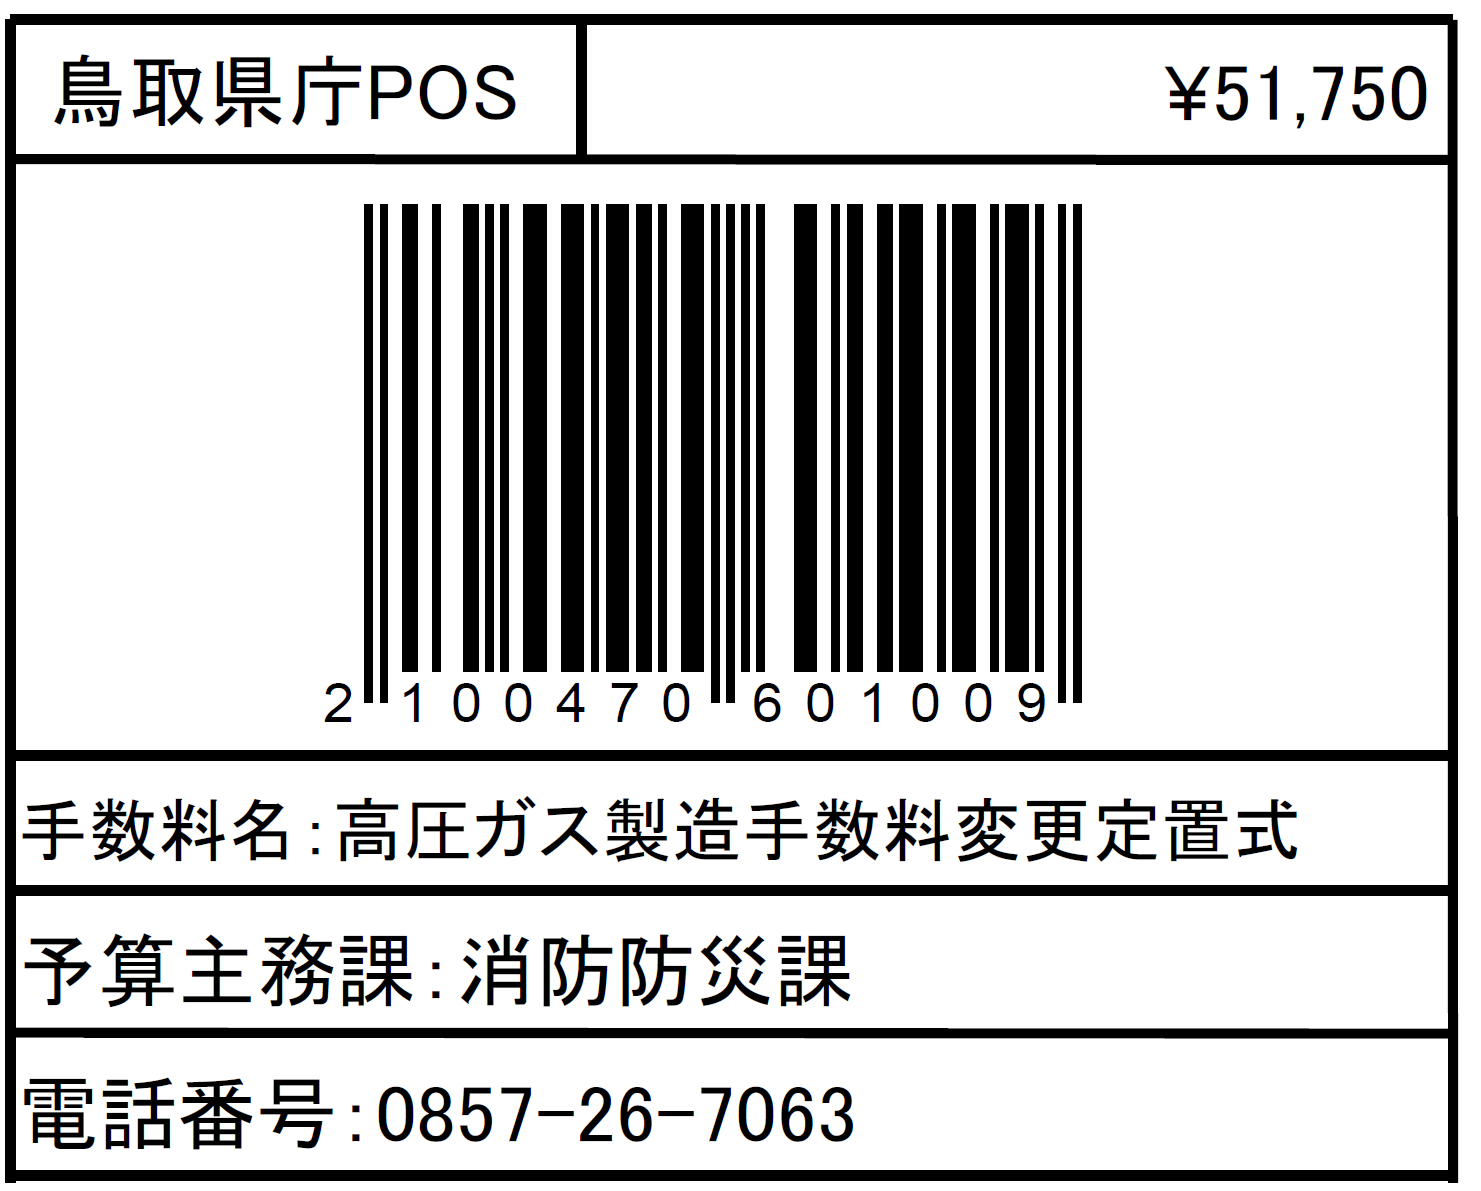 鳥取県庁POS
¥51,750
2 100470 601009
手数料名:高圧ガス製造手数料変更定置式
予算主務課:消防防災課
電話番号:0857-26-7063